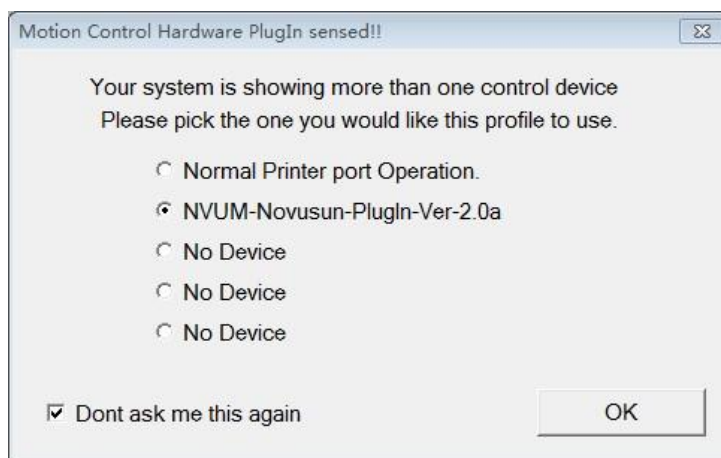 Motion Control Hardware PlugIn sensed!!
Your system is showing more than one control device
Please pick the one you would like this profile to use.
Normal Printer port Operation.
NVUM-Novusun-PlugIn-Ver-2.0a
No Device
No Device
No Device
Dont ask me this again
OK